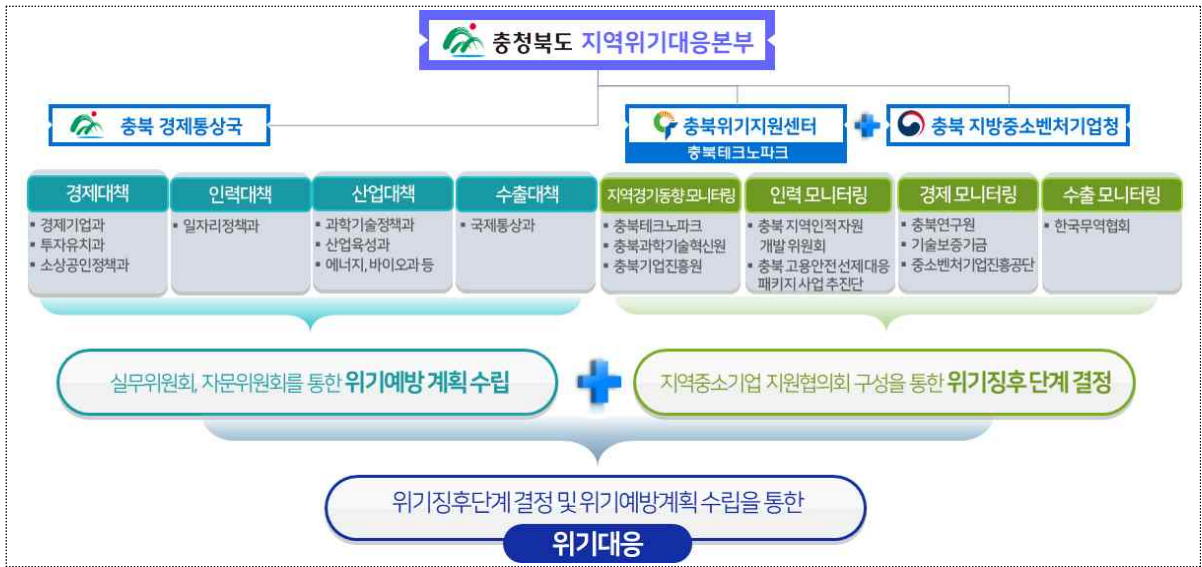 충청북도 지역위기대응본부
충북 경제통상국
충북위기지원센터
충북테크노파크
충북 지방중소벤처기업청
경제대책
▪ 경제기업과
▪ 투자유치과
▪ 소상공인정책과
인력대책
▪ 일자리정책과
산업대책
▪ 과학기술정책과
▪ 산업육성과
▪ 에너지, 바이오과 등
수출대책
▪ 국제통상과
지역경기동향 모니터링
▪ 충북테크노파크
▪ 충북과학기술혁신원
▪ 충북기업진흥원
인력 모니터링
▪ 충북 지역인적자원
개발 위원회
▪ 충북 고용안전 선제대응
패키지 사업 추진단
경제 모니터링
▪ 충북연구원
▪ 기술보증기금
▪ 중소벤처기업진흥공단
수출 모니터링
▪ 한국무역협회
실무위원회, 자문위원회를 통한 위기예방 계획 수립
지역중소기업 지원협의회 구성을 통한 위기징후 단계 결정
위기징후단계 결정 및 위기예방계획 수립을 통한
위기대응